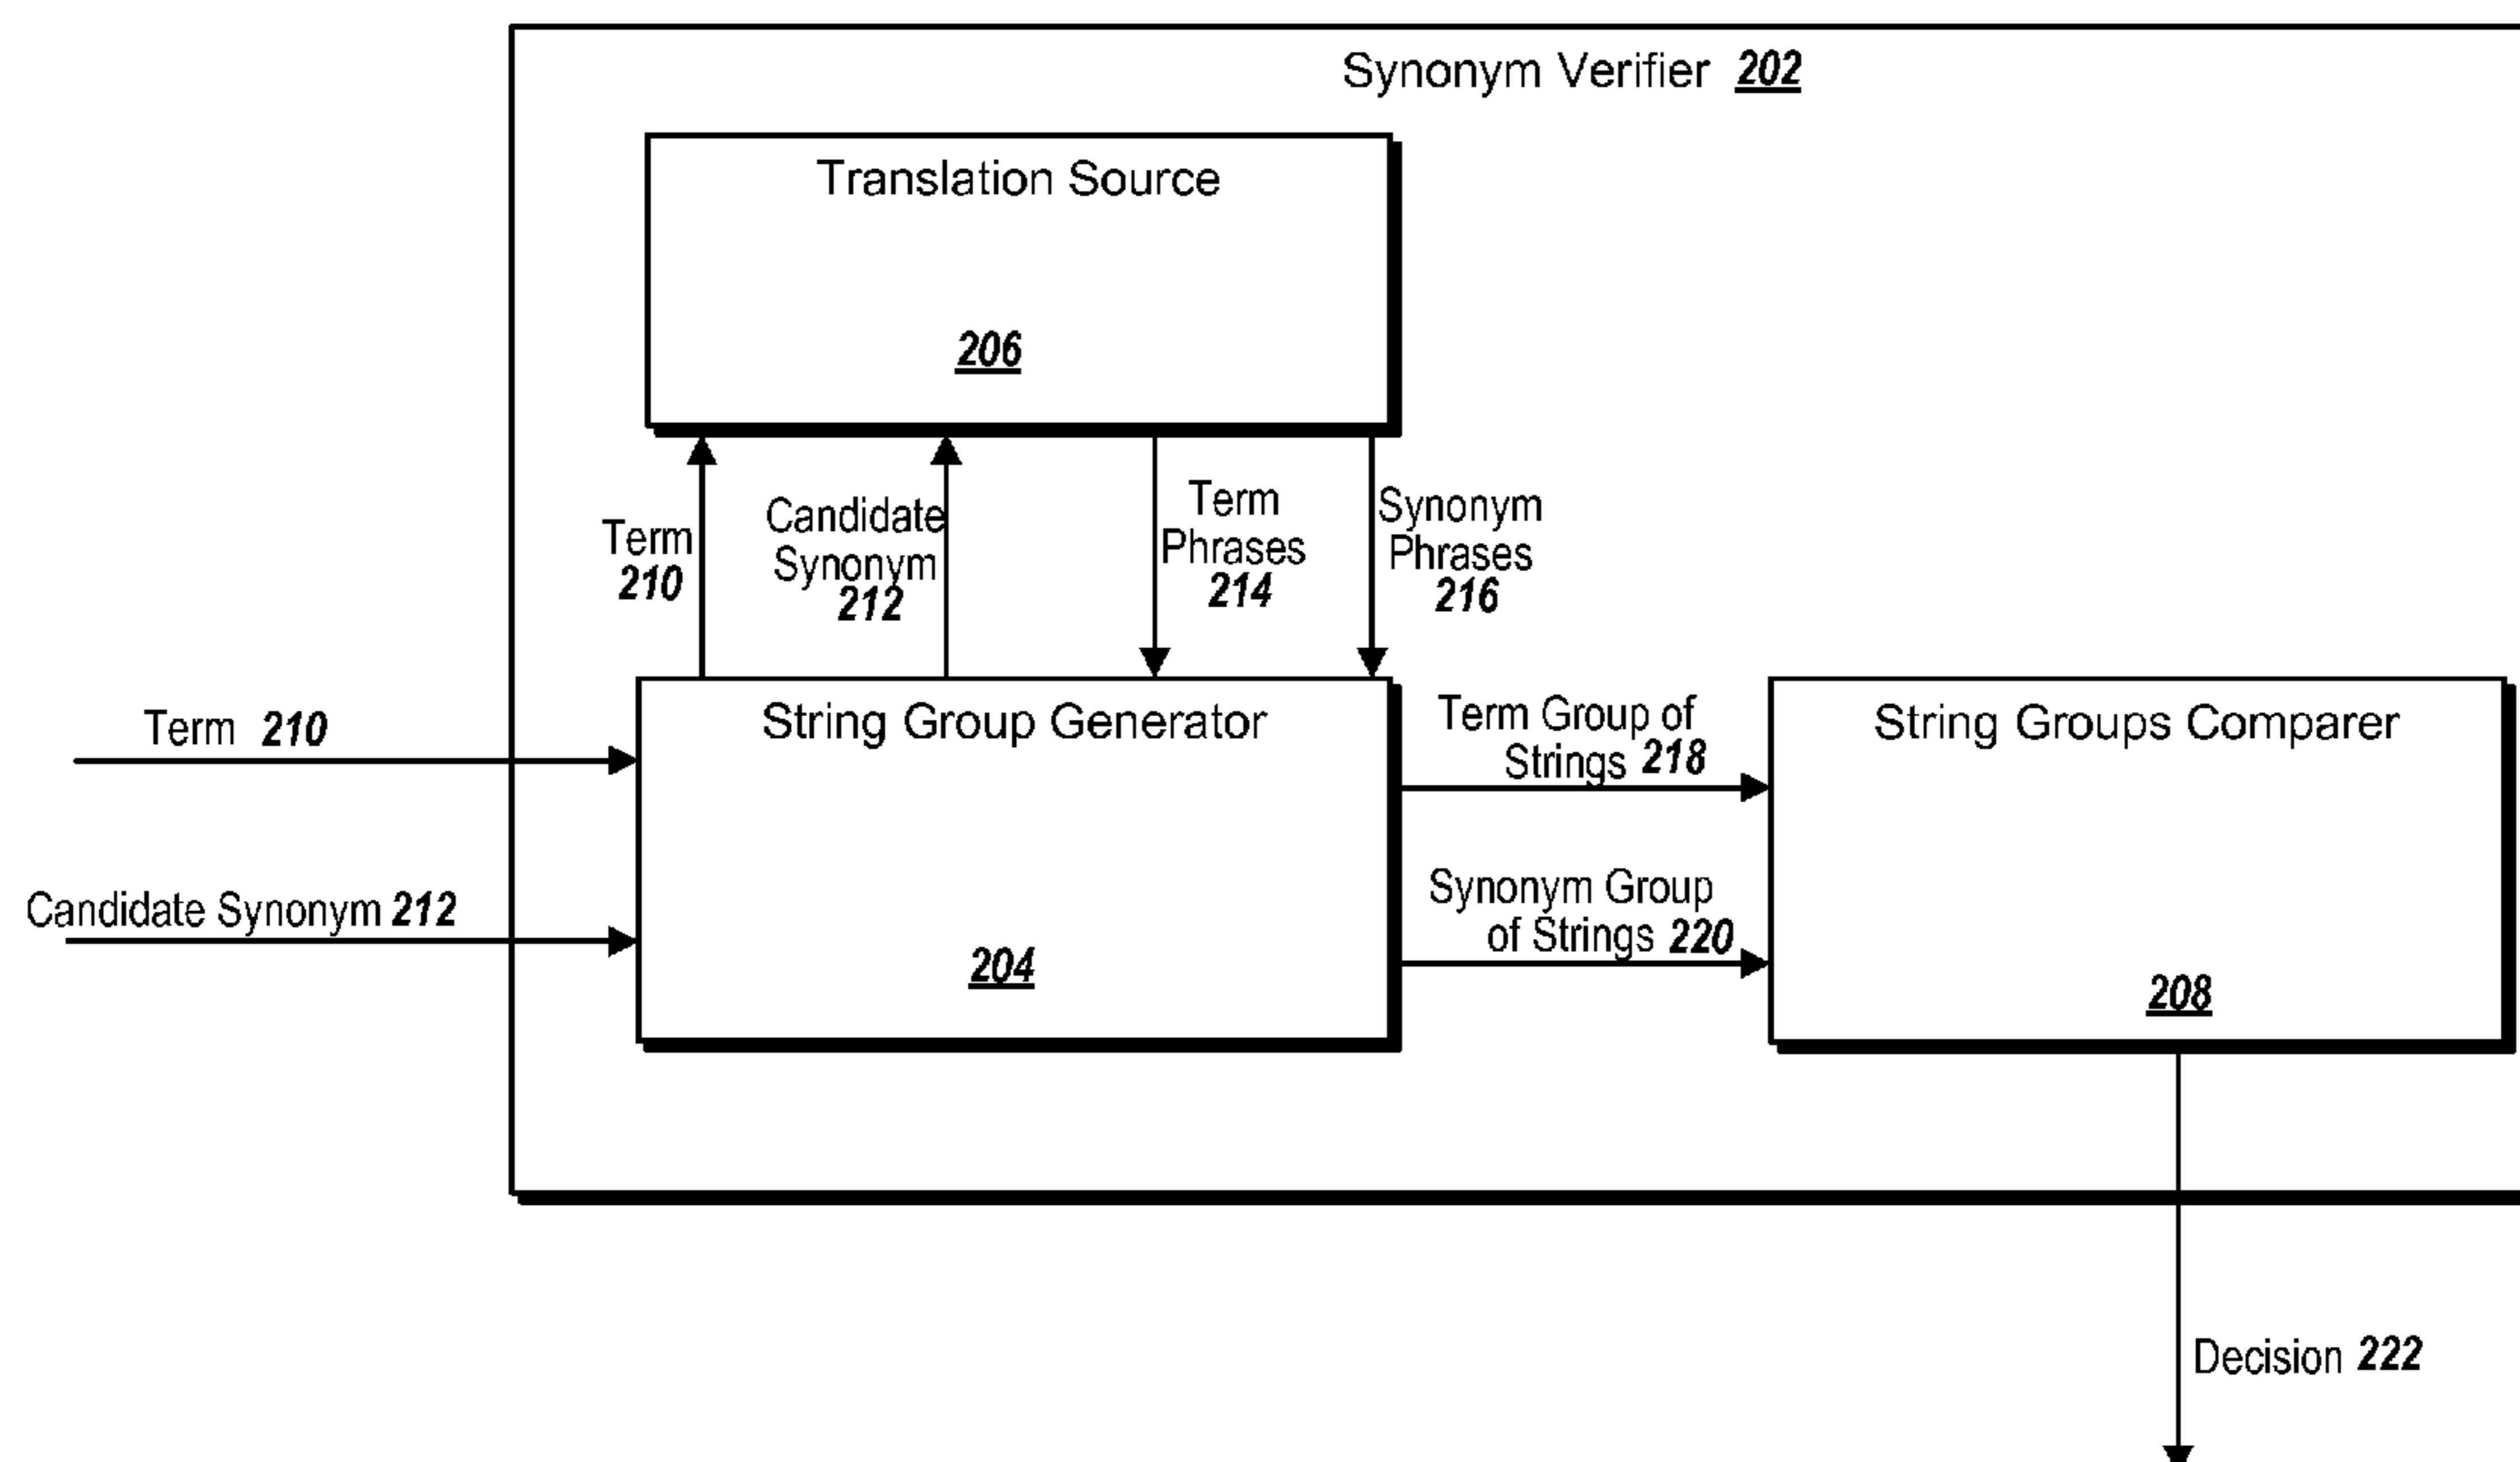 Synonym Verifier 202
Translation Source
206
Term
210
Candidate
Synonym
212
Term
Phrases
214
Synonym
Phrases
216
Term 210
Candidate Synonym 212
String Group Generator
204
Term Group of
Strings 218
Synonym Group
of Strings 220
String Groups Comparer
208
Decision 222